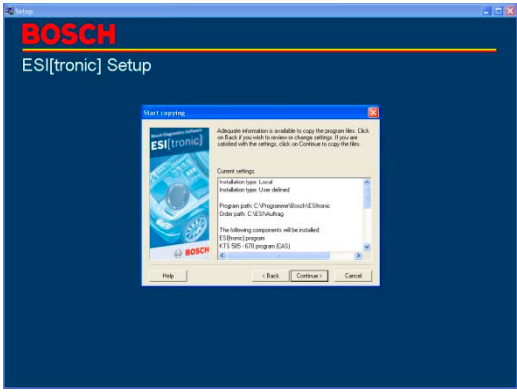 Setup
BOSCH
ESI[tronic] Setup
Start copying
Bosch Diagnostics Software
ESI[tronic]
BOSCH
Adequate information is available to copy the program files. Click
on Back if you wish to review or change settings. If you are
satisfied with the settings, click on Continue to copy the files.
Current settings:
Installation type: Local
Installation type: User defined
Program path: C:\Programme\Bosch\ESItronic
Order path: C:\ESI\Auftrag
The following components will be installed
ESI[tronic] program
KTS 505 - 670 program (CAS)
Help
< Back
Continue >
Cancel